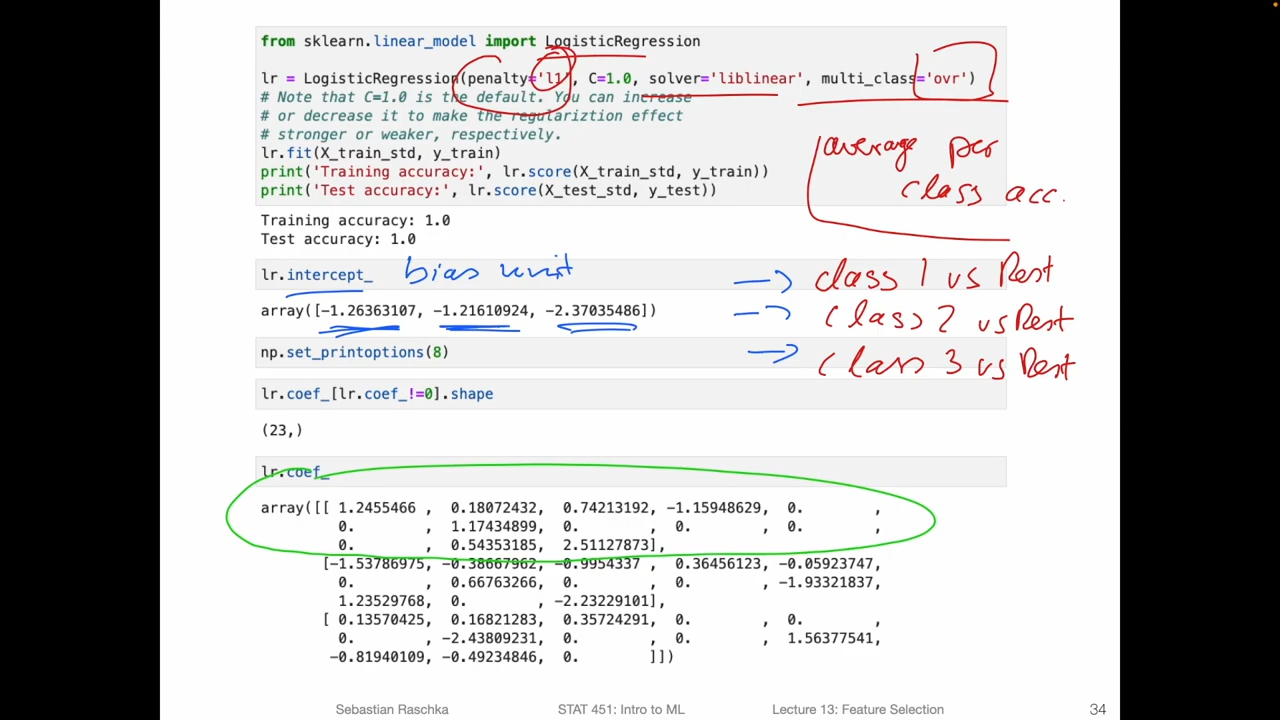 from sklearn.linear_model import LogisticRegression
lr = LogisticRegression(penalty='l1', C=1.0, solver='liblinear', multi_class='ovr')
# Note that C=1.0 is the default. You can increase
# or decrease it to make the regulariztion effect
# stronger or weaker, respectively.
lr.fit(X_train_std, y_train)
print('Training accuracy:', lr.score(X_train_std, y_train))
print('Test accuracy:', lr.score(X_test_std, y_test))
average per
class acc.
Training accuracy: 1.0
Test accuracy: 1.0
lr.intercept_ bias unit
class 1 vs Rest
array([-1.26363107, -1.21610924, -2.37035486])
class 2 vs Rest
np.set_printoptions(8)
class 3 vs Rest
lr.coef_[lr.coef_!=0].shape
(23,)
lr.coef_
array([[ 1.2455466 , 0.18072432, 0.74213192, -1.15948629, 0. ,
0. , 1.17434899, 0. , 0. , 0. ,
0. , 0.54353185, 2.51127873],
[-1.53786975, -0.38667962, -0.9954337 , 0.36456123, -0.05923747,
0. , 0.66763266, 0. , 0. , -1.93321837,
1.23529768, 0. , -2.23229101],
[ 0.13570425, 0.16821283, 0.35724291, 0. , 0. ,
0. , -2.43809231, 0. , 0. , 1.56377541,
-0.81940109, -0.49234846, 0. ]])
Sebastian Raschka STAT 451: Intro to ML Lecture 13: Feature Selection 34